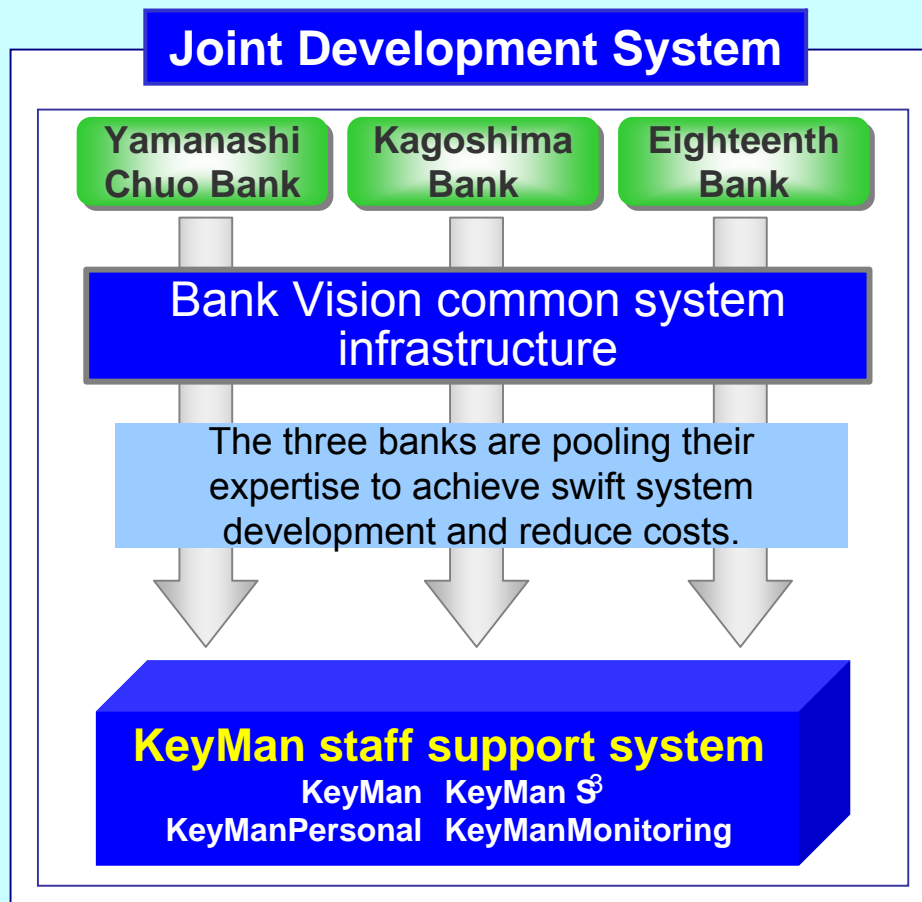 Joint Development System
Yamanashi
Chuo Bank
Kagoshima
Bank
Eighteenth
Bank
Bank Vision common system
infrastructure
The three banks are pooling their
expertise to achieve swift system
development and reduce costs.
KeyMan staff support system
KeyMan KeyMan S³
KeyManPersonal KeyManMonitoring